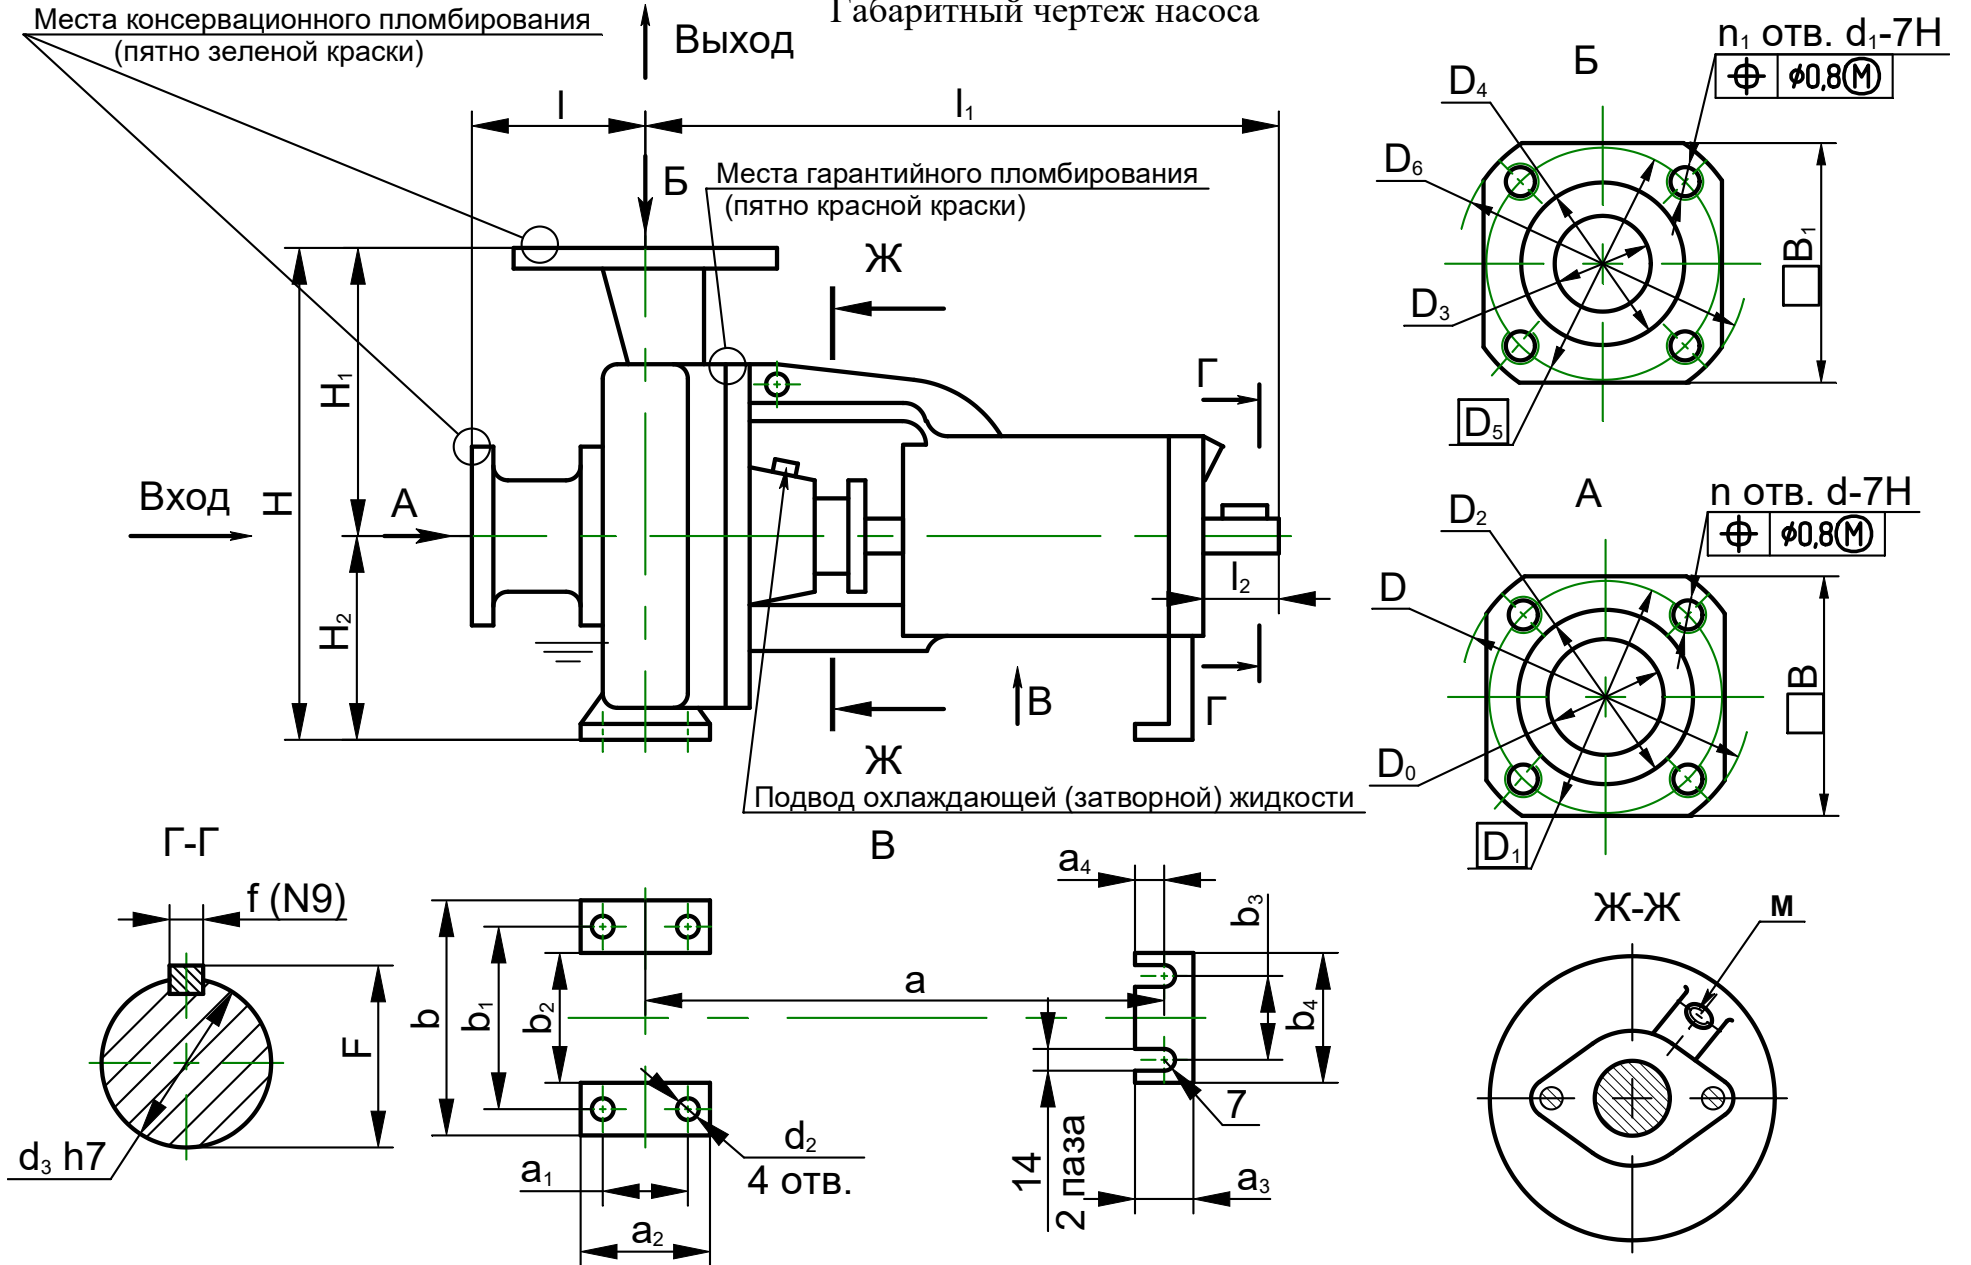 Габаритный чертеж насоса
Места консервационного пломбирования
(пятно зеленой краски)
Выход
l
l₁
Б
Места гарантийного пломбирования
(пятно красной краски)
Ж
Г
H₁
H
H₂
Вход
А
l₂
В
Г
Ж
Подвод охлаждающей (затворной) жидкости
Б
n₁ отв. d₁-7H
⌖ ϕ0,8Ⓜ
D₄
D₆
D₃
D₅
□B₁
А
n отв. d-7H
⌖ ϕ0,8Ⓜ
D₂
D
D₀
D₁
□B
Г-Г
f (N9)
F
d₃ h7
В
b
b₁
b₂
a
a₁
a₂
d₂
4 отв.
a₄
b₃
b₄
7
14
2 паза
a₃
Ж-Ж
М